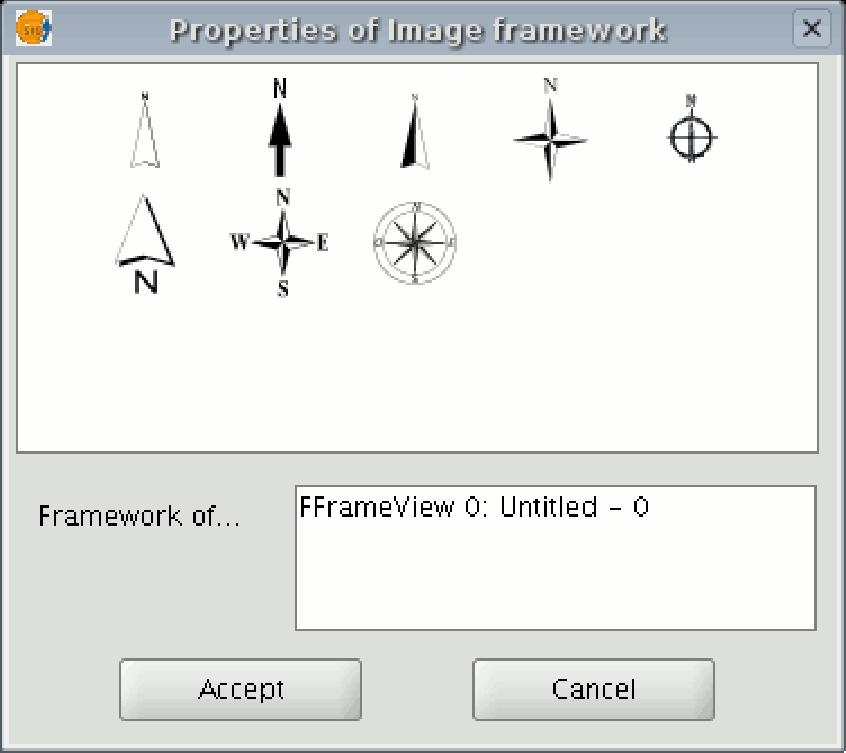 Properties of Image framework
N
N
N
N
N
N
N
W E
S
N
S
Framework of...
FFrameView 0: Untitled - 0
Accept
Cancel